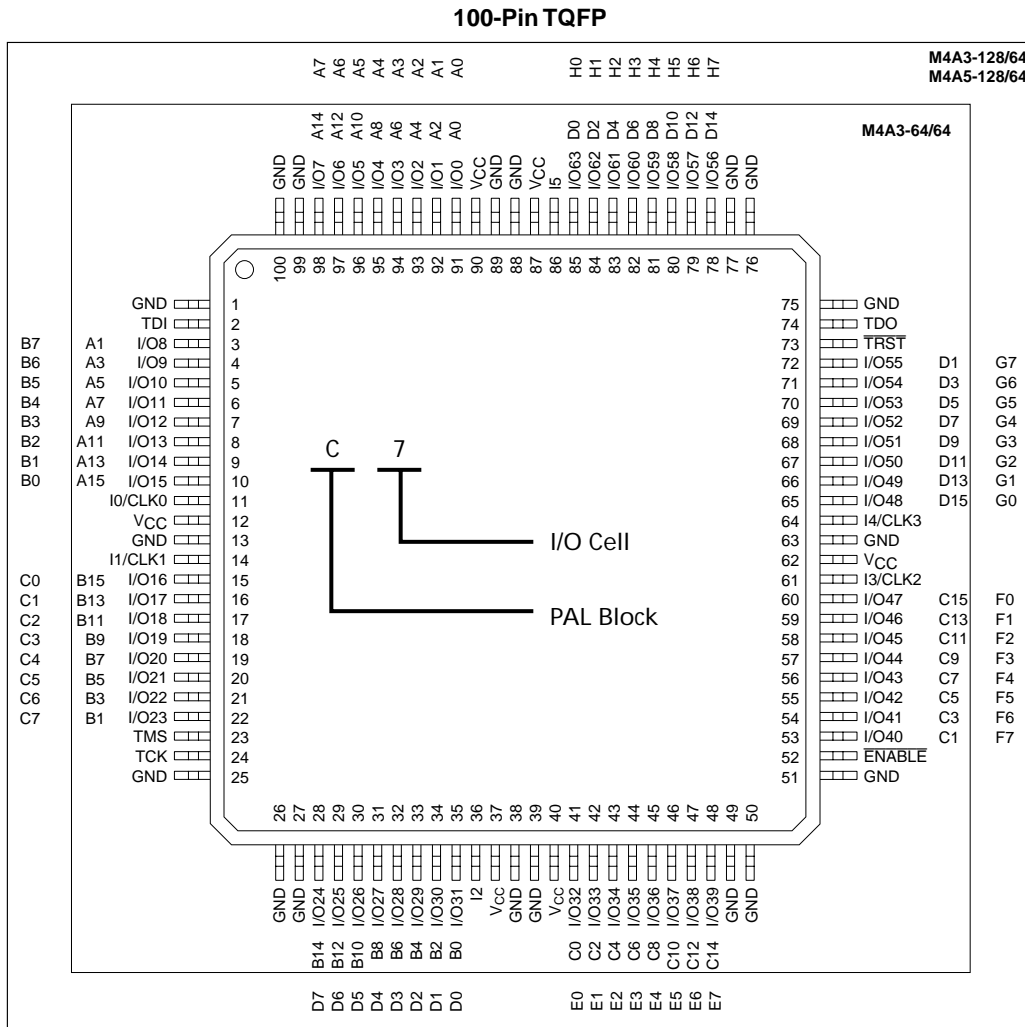 100-Pin TQFP
M4A3-128/64
M4A5-128/64
A7 A6 A5 A4 A3 A2 A1 A0 H0 H1 H2 H3 H4 H5 H6 H7
M4A3-64/64
A14 A12 A10 A8 A6 A4 A2 A0 D0 D2 D4 D6 D8 D10 D12 D14
GND GND I/O7 I/O6 I/O5 I/O4 I/O3 I/O2 I/O1 I/O0 VCC GND GND VCC I5 I/O63 I/O62 I/O61 I/O60 I/O59 I/O58 I/O57 I/O56 GND GND
100 99 98 97 96 95 94 93 92 91 90 89 88 87 86 85 84 83 82 81 80 79 78 77 76
GND 1 75 GND
TDI 2 74 TDO
B7 A1 I/O8 3 73 TRST
B6 A3 I/O9 4 72 I/O55 D1 G7
B5 A5 I/O10 5 71 I/O54 D3 G6
B4 A7 I/O11 6 70 I/O53 D5 G5
B3 A9 I/O12 7 69 I/O52 D7 G4
B2 A11 I/O13 8 68 I/O51 D9 G3
B1 A13 I/O14 9 67 I/O50 D11 G2
B0 A15 I/O15 10 66 I/O49 D13 G1
I0/CLK0 11 65 I/O48 D15 G0
VCC 12 64 I4/CLK3
GND 13 63 GND
I1/CLK1 14 62 VCC
C0 B15 I/O16 15 61 I3/CLK2
C1 B13 I/O17 16 60 I/O47 C15 F0
C2 B11 I/O18 17 59 I/O46 C13 F1
C3 B9 I/O19 18 58 I/O45 C11 F2
C4 B7 I/O20 19 57 I/O44 C9 F3
C5 B5 I/O21 20 56 I/O43 C7 F4
C6 B3 I/O22 21 55 I/O42 C5 F5
C7 B1 I/O23 22 54 I/O41 C3 F6
TMS 23 53 I/O40 C1 F7
TCK 24 52 ENABLE
GND 25 51 GND
C 7
I/O Cell
PAL Block
26 27 28 29 30 31 32 33 34 35 36 37 38 39 40 41 42 43 44 45 46 47 48 49 50
GND GND I/O24 I/O25 I/O26 I/O27 I/O28 I/O29 I/O30 I/O31 I2 VCC GND GND VCC I/O32 I/O33 I/O34 I/O35 I/O36 I/O37 I/O38 I/O39 GND GND
B14 B12 B10 B8 B6 B4 B2 B0 C0 C2 C4 C6 C8 C10 C12 C14
D7 D6 D5 D4 D3 D2 D1 D0 E0 E1 E2 E3 E4 E5 E6 E7